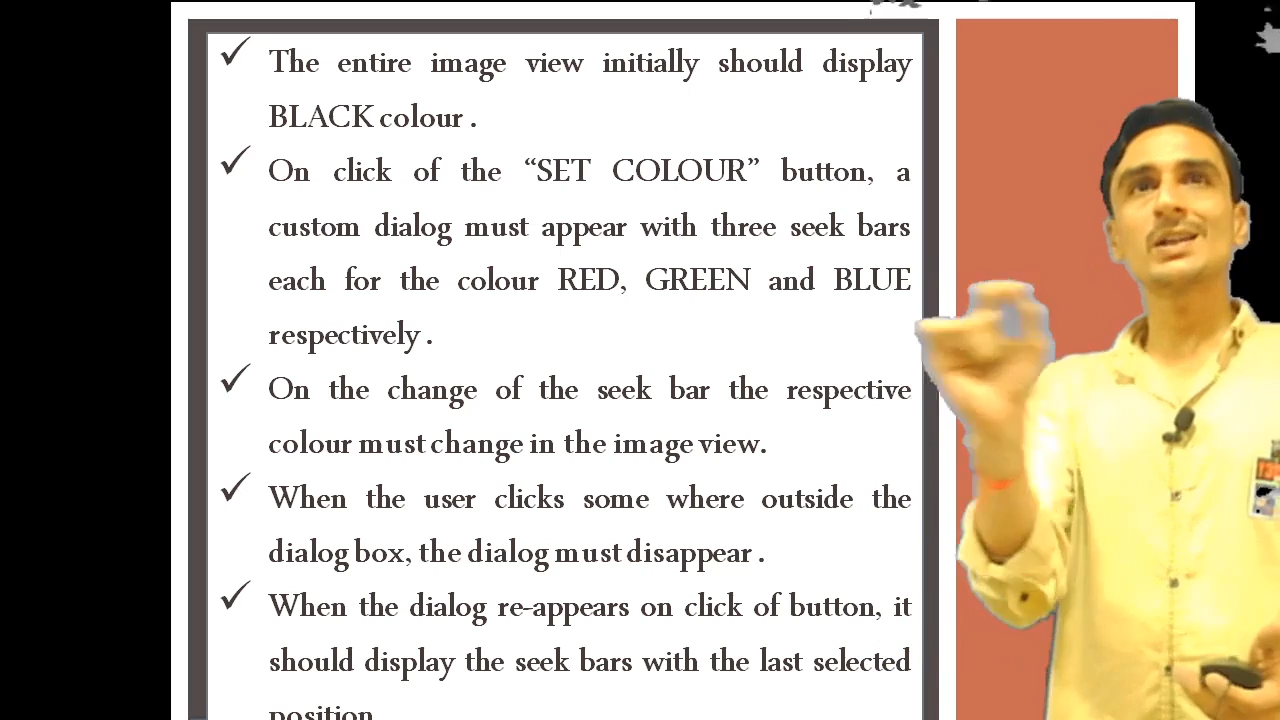 The entire image view initially should display
BLACK colour .
On click of the “SET COLOUR” button, a
custom dialog must appear with three seek bars
each for the colour RED, GREEN and BLUE
respectively .
On the change of the seek bar the respective
colour must change in the image view.
When the user clicks some where outside the
dialog box, the dialog must disappear .
When the dialog re-appears on click of button, it
should display the seek bars with the last selected
position